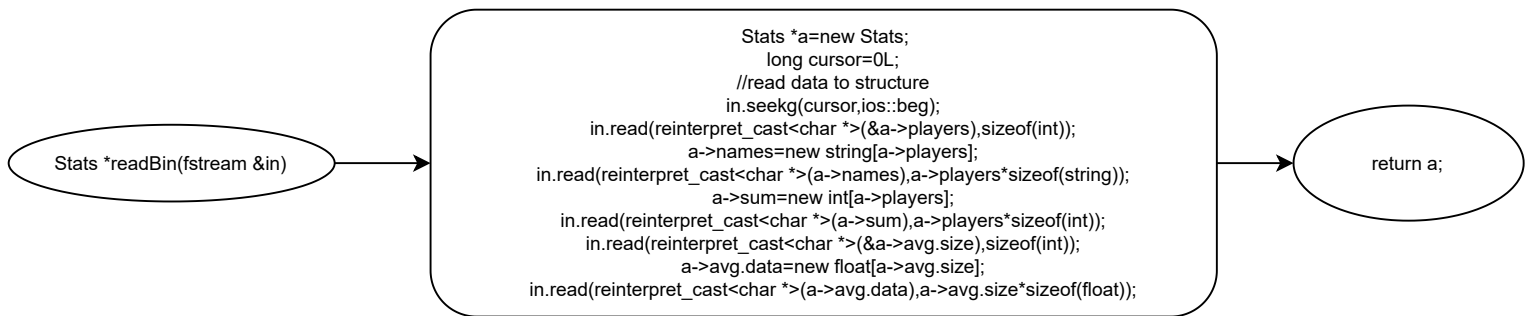 Stats *readBin(fstream &in)
Stats *a=new Stats;
long cursor=0L;
//read data to structure
in.seekg(cursor,ios::beg);
in.read(reinterpret_cast<char *>(&a->players),sizeof(int));
a->names=new string[a->players];
in.read(reinterpret_cast<char *>(a->names),a->players*sizeof(string));
a->sum=new int[a->players];
in.read(reinterpret_cast<char *>(a->sum),a->players*sizeof(int));
in.read(reinterpret_cast<char *>(&a->avg.size),sizeof(int));
a->avg.data=new float[a->avg.size];
in.read(reinterpret_cast<char *>(a->avg.data),a->avg.size*sizeof(float));
return a;